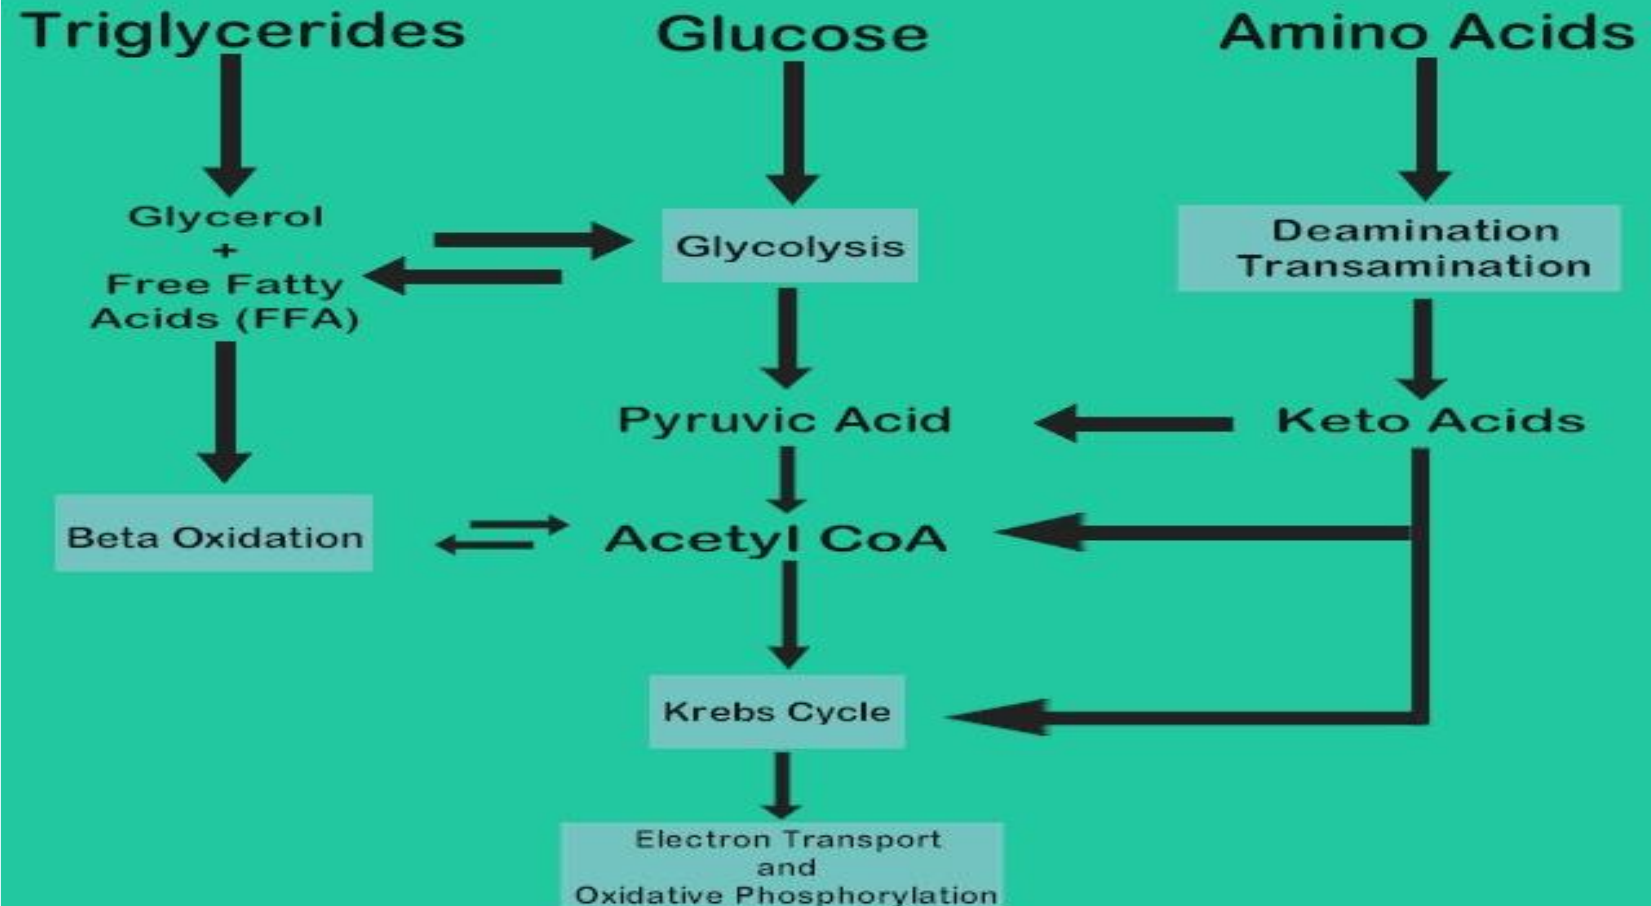 Triglycerides
Glucose
Amino Acids
Glycerol
+
Free Fatty
Acids (FFA)
Glycolysis
Deamination
Transamination
Pyruvic Acid
Keto Acids
Beta Oxidation
Acetyl CoA
Krebs Cycle
Electron Transport
and
Oxidative Phosphorylation